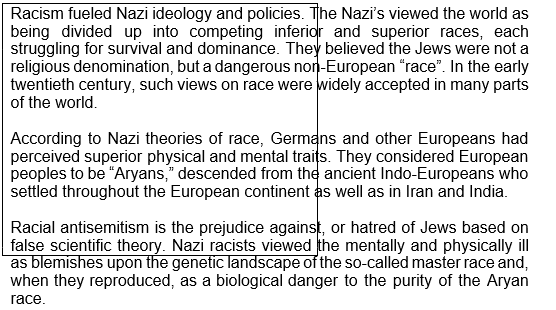 Racism fueled Nazi ideology and policies. The Nazi’s viewed the world as
being divided up into competing inferior and superior races, each
struggling for survival and dominance. They believed the Jews were not a
religious denomination, but a dangerous non-European “race”. In the early
twentieth century, such views on race were widely accepted in many parts
of the world.
According to Nazi theories of race, Germans and other Europeans had
perceived superior physical and mental traits. They considered European
peoples to be “Aryans,” descended from the ancient Indo-Europeans who
settled throughout the European continent as well as in Iran and India.
Racial antisemitism is the prejudice against, or hatred of Jews based on
false scientific theory. Nazi racists viewed the mentally and physically ill
as blemishes upon the genetic landscape of the so-called master race and,
when they reproduced, as a biological danger to the purity of the Aryan
race.